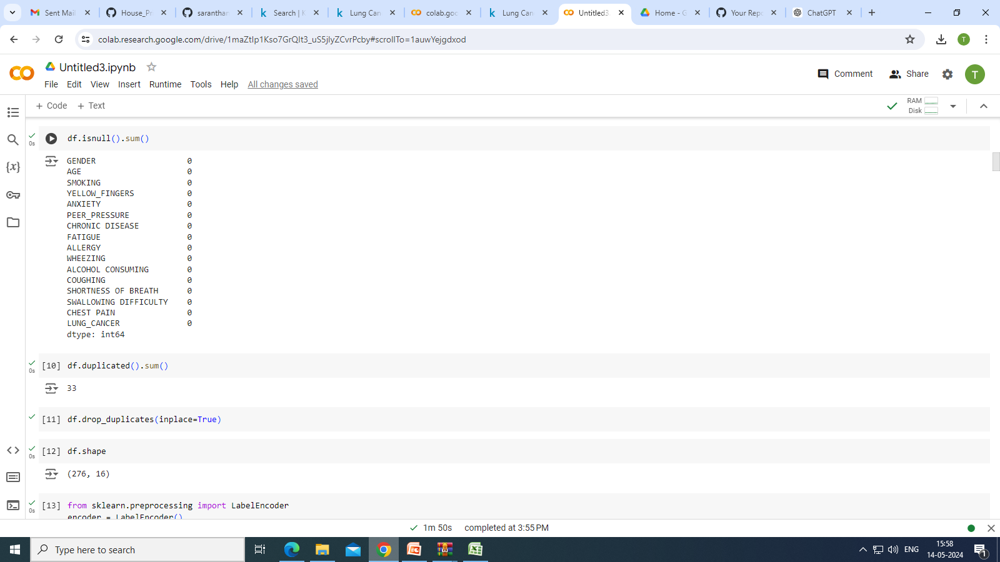 Sent Mail
House_Pr
saranthan
Search | K
Lung Can
colab.goo
Lung Can
Untitled3
Home - G
Your Repo
ChatGPT
colab.research.google.com/drive/1maZtIp1Kso7GrQIt3_uS5jlyZCvrPcby#scrollTo=1auwYejgdxod
T
Untitled3.ipynb
Comment
Share
T
File Edit View Insert Runtime Tools Help All changes saved
+ Code + Text
RAM
Disk
0s
df.isnull().sum()
GENDER 0
AGE 0
SMOKING 0
YELLOW_FINGERS 0
ANXIETY 0
PEER_PRESSURE 0
CHRONIC DISEASE 0
FATIGUE 0
ALLERGY 0
WHEEZING 0
ALCOHOL CONSUMING 0
COUGHING 0
SHORTNESS OF BREATH 0
SWALLOWING DIFFICULTY 0
CHEST PAIN 0
LUNG_CANCER 0
dtype: int64
0s
[10] df.duplicated().sum()
33
[11] df.drop_duplicates(inplace=True)
0s
[12] df.shape
(276, 16)
0s
[13] from sklearn.preprocessing import LabelEncoder
encoder = LabelEncoder()
1m 50s completed at 3:55 PM
Type here to search
ENG
15:58
14-05-2024
1